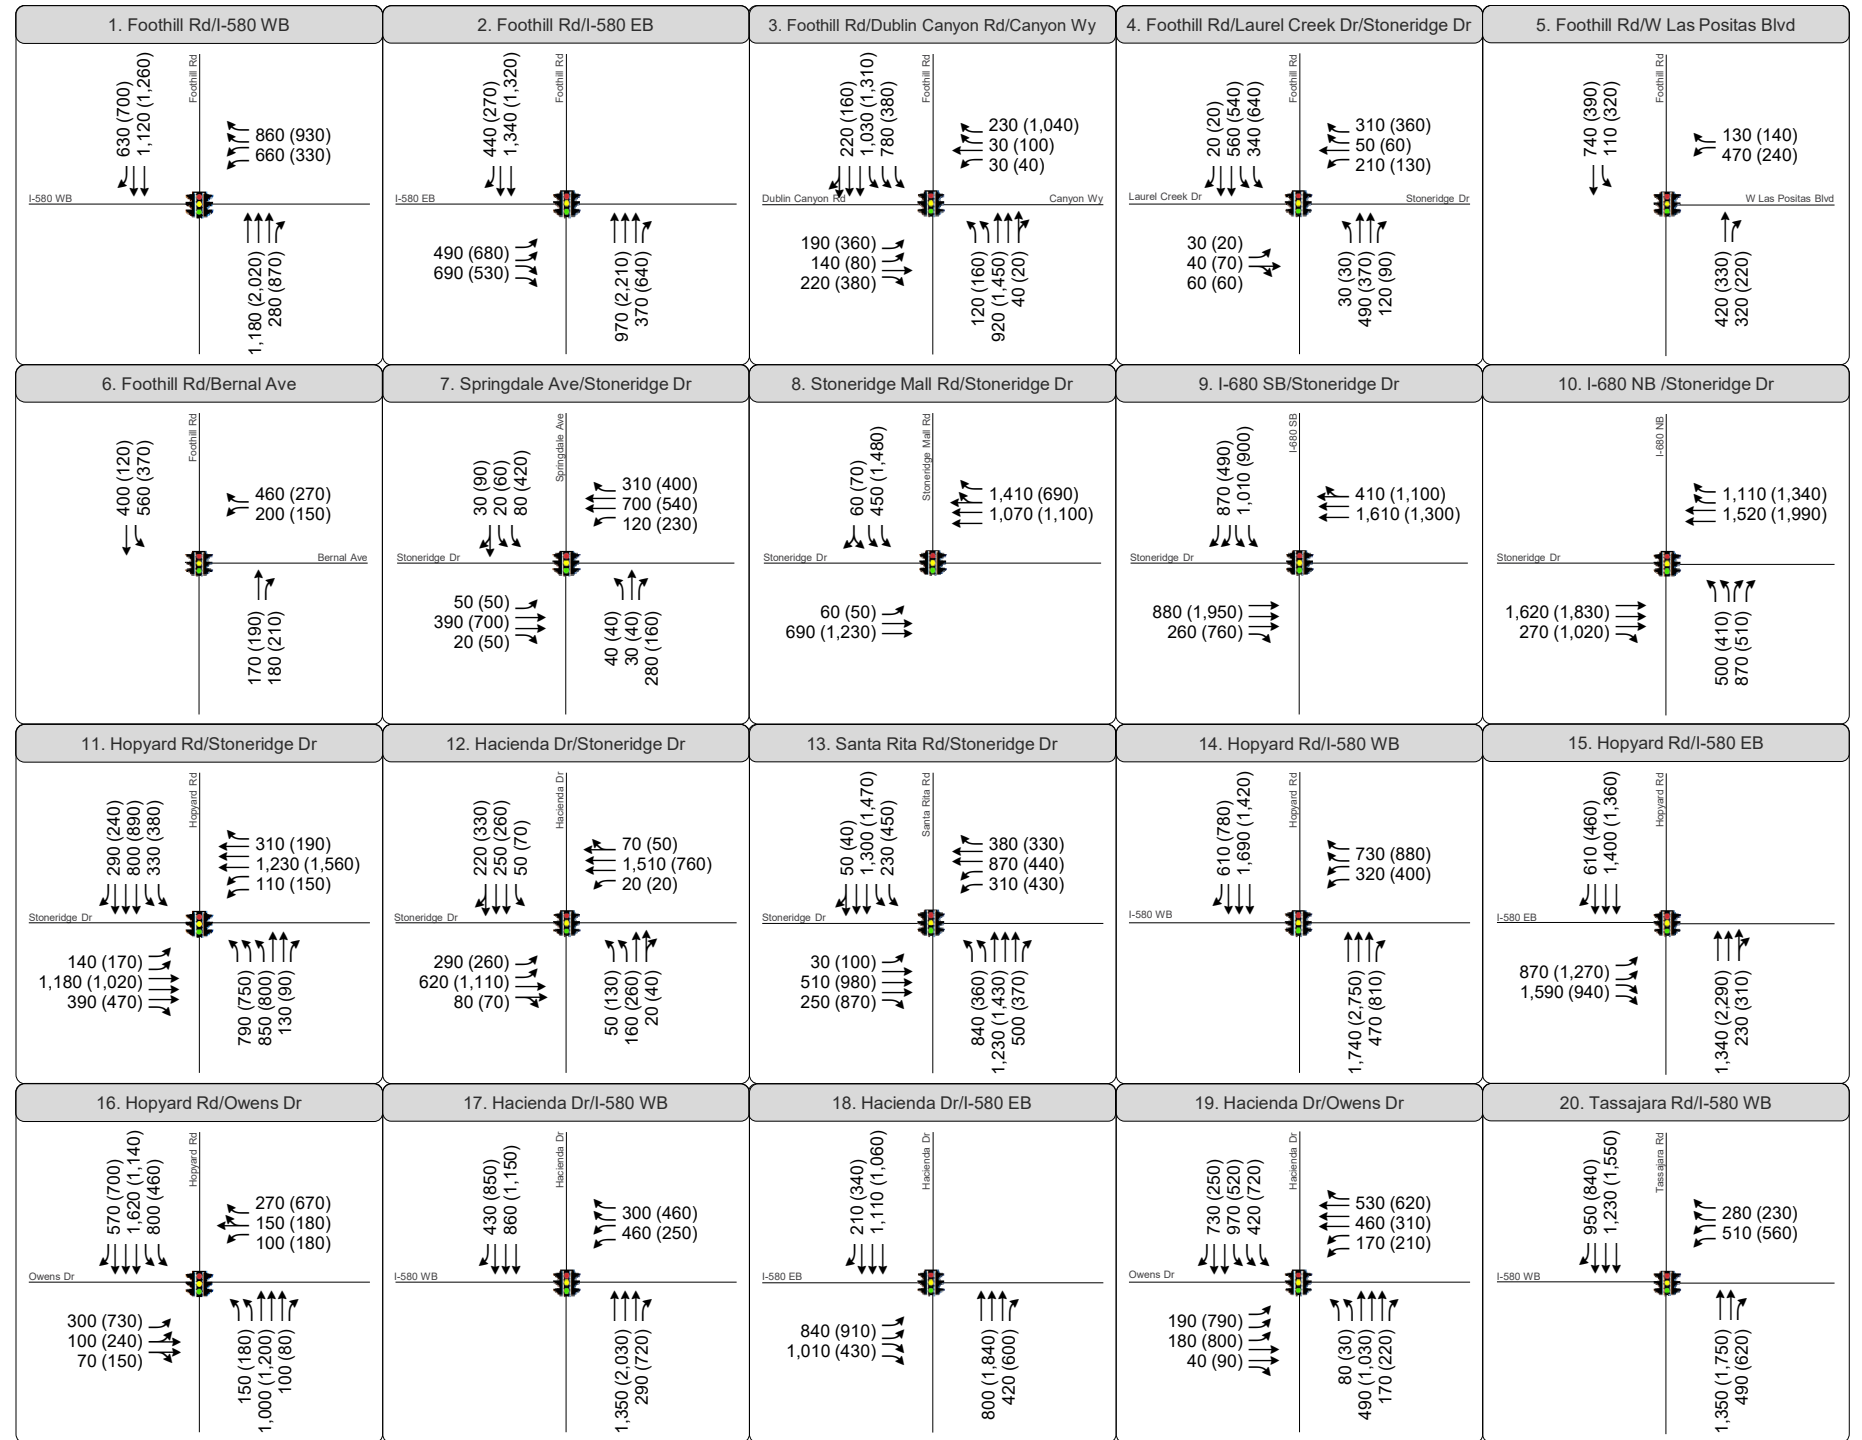 1. Foothill Rd/I-580 WB
630 (700)
1,120 (1,260)
Foothill Rd
860 (930)
660 (330)
I-580 WB
1,180 (2,020)
280 (870)
2. Foothill Rd/I-580 EB
440 (270)
1,340 (1,320)
Foothill Rd
I-580 EB
490 (680)
690 (530)
970 (2,210)
370 (640)
3. Foothill Rd/Dublin Canyon Rd/Canyon Wy
220 (160)
1,030 (1,310)
780 (380)
Foothill Rd
230 (1,040)
30 (100)
30 (40)
Dublin Canyon Rd
Canyon Wy
190 (360)
140 (80)
220 (380)
120 (160)
920 (1,450)
40 (20)
4. Foothill Rd/Laurel Creek Dr/Stoneridge Dr
20 (20)
560 (540)
340 (640)
Foothill Rd
310 (360)
50 (60)
210 (130)
Laurel Creek Dr
Stoneridge Dr
30 (20)
40 (70)
60 (60)
30 (30)
490 (370)
120 (90)
5. Foothill Rd/W Las Positas Blvd
740 (390)
110 (320)
Foothill Rd
130 (140)
470 (240)
W Las Positas Blvd
420 (330)
320 (220)
6. Foothill Rd/Bernal Ave
400 (120)
560 (370)
Foothill Rd
460 (270)
200 (150)
Bernal Ave
170 (190)
180 (210)
7. Springdale Ave/Stoneridge Dr
30 (90)
20 (60)
80 (420)
Springdale Ave
310 (400)
700 (540)
120 (230)
Stoneridge Dr
50 (50)
390 (700)
20 (50)
40 (40)
30 (40)
280 (160)
8. Stoneridge Mall Rd/Stoneridge Dr
60 (70)
450 (1,480)
Stoneridge Mall Rd
1,410 (690)
1,070 (1,100)
Stoneridge Dr
60 (50)
690 (1,230)
9. I-680 SB/Stoneridge Dr
870 (490)
1,010 (900)
I-680 SB
410 (1,100)
1,610 (1,300)
Stoneridge Dr
880 (1,950)
260 (760)
10. I-680 NB /Stoneridge Dr
I-680 NB
1,110 (1,340)
1,520 (1,990)
Stoneridge Dr
1,620 (1,830)
270 (1,020)
500 (410)
870 (510)
11. Hopyard Rd/Stoneridge Dr
290 (240)
800 (890)
330 (380)
Hopyard Rd
310 (190)
1,230 (1,560)
110 (150)
Stoneridge Dr
140 (170)
1,180 (1,020)
390 (470)
790 (750)
850 (800)
130 (90)
12. Hacienda Dr/Stoneridge Dr
220 (330)
250 (260)
50 (70)
Hacienda Dr
70 (50)
1,510 (760)
20 (20)
Stoneridge Dr
290 (260)
620 (1,110)
80 (70)
50 (130)
160 (260)
20 (40)
13. Santa Rita Rd/Stoneridge Dr
50 (40)
1,300 (1,470)
230 (450)
Santa Rita Rd
380 (330)
870 (440)
310 (430)
Stoneridge Dr
30 (100)
510 (980)
250 (870)
840 (360)
1,230 (1,430)
500 (370)
14. Hopyard Rd/I-580 WB
610 (780)
1,690 (1,420)
Hopyard Rd
730 (880)
320 (400)
I-580 WB
1,740 (2,750)
470 (810)
15. Hopyard Rd/I-580 EB
610 (460)
1,400 (1,360)
Hopyard Rd
I-580 EB
870 (1,270)
1,590 (940)
1,340 (2,290)
230 (310)
16. Hopyard Rd/Owens Dr
570 (700)
1,620 (1,140)
800 (460)
Hopyard Rd
270 (670)
150 (180)
100 (180)
Owens Dr
300 (730)
100 (240)
70 (150)
150 (180)
1,000 (1,200)
100 (80)
17. Hacienda Dr/I-580 WB
430 (850)
860 (1,150)
Hacienda Dr
300 (460)
460 (250)
I-580 WB
1,350 (2,030)
290 (720)
18. Hacienda Dr/I-580 EB
210 (340)
1,110 (1,060)
Hacienda Dr
I-580 EB
840 (910)
1,010 (430)
800 (1,840)
420 (600)
19. Hacienda Dr/Owens Dr
730 (250)
970 (520)
420 (720)
Hacienda Dr
530 (620)
460 (310)
170 (210)
Owens Dr
190 (790)
180 (800)
40 (90)
80 (30)
490 (1,030)
170 (220)
20. Tassajara Rd/I-580 WB
950 (840)
1,230 (1,550)
Tassajara Rd
280 (230)
510 (560)
I-580 WB
1,350 (1,750)
490 (620)